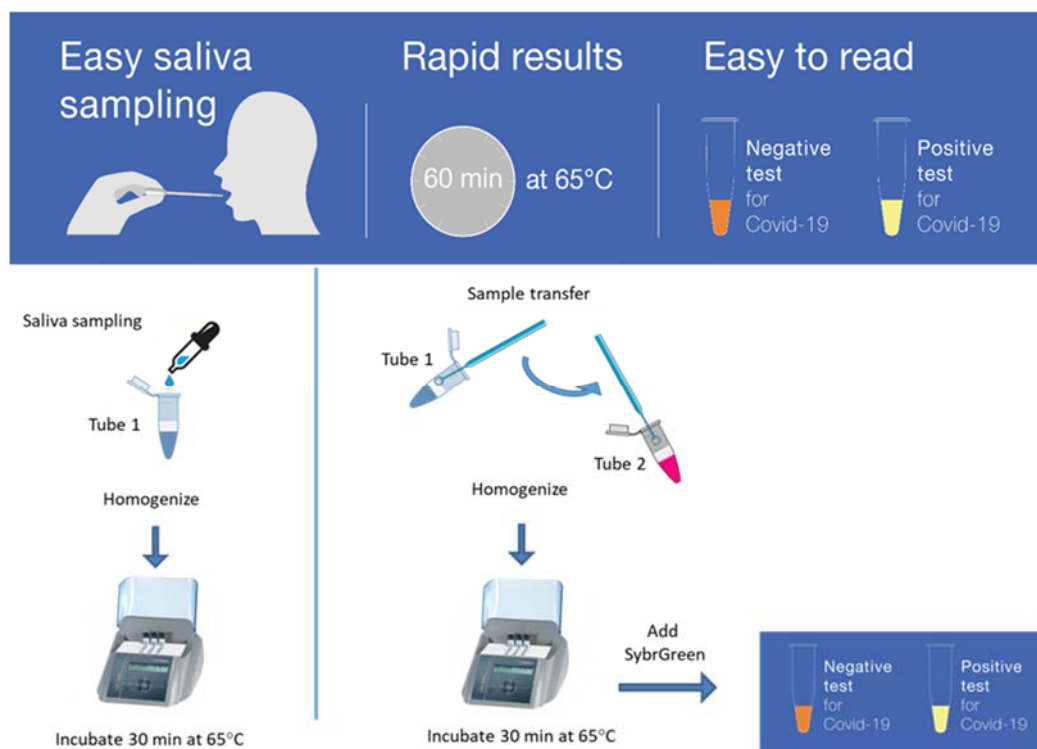 Easy saliva
sampling
Rapid results
60 min at 65°C
Easy to read
Negative
test
for
Covid-19
Positive
test
for
Covid-19
Saliva sampling
Tube 1
Homogenize
Incubate 30 min at 65°C
Sample transfer
Tube 1
Tube 2
Homogenize
Incubate 30 min at 65°C
Add
SybrGreen
Negative
test
for
Covid-19
Positive
test
for
Covid-19